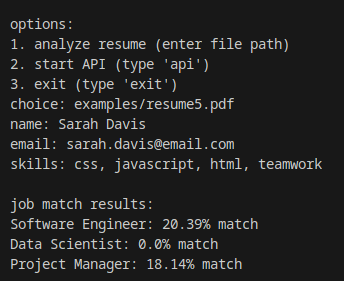 options:
1. analyze resume (enter file path)
2. start API (type 'api')
3. exit (type 'exit')
choice: examples/resume5.pdf
name: Sarah Davis
email: sarah.davis@email.com
skills: css, javascript, html, teamwork
job match results:
Software Engineer: 20.39% match
Data Scientist: 0.0% match
Project Manager: 18.14% match